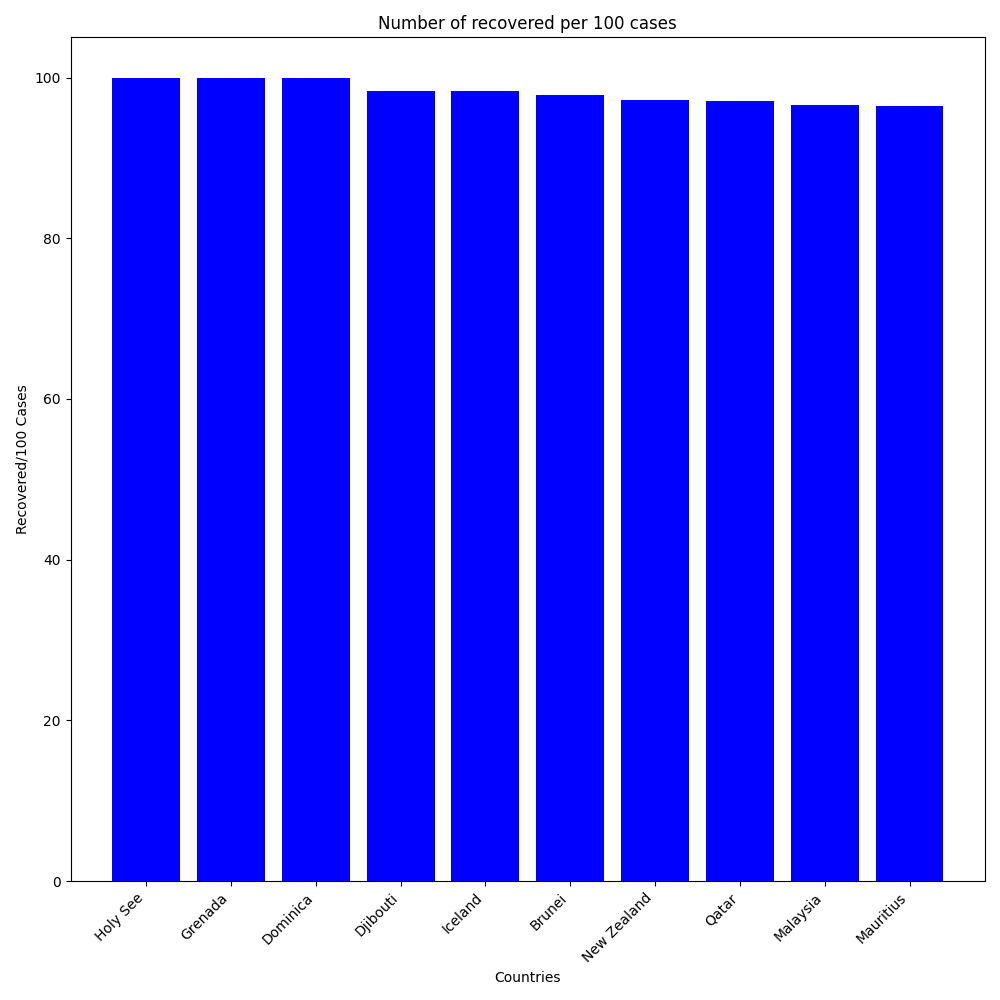 Number of recovered per 100 cases
Recovered/100 Cases
100
80
60
40
20
0
Holy See
Grenada
Dominica
Djibouti
Iceland
Brunei
New Zealand
Qatar
Malaysia
Mauritius
Countries